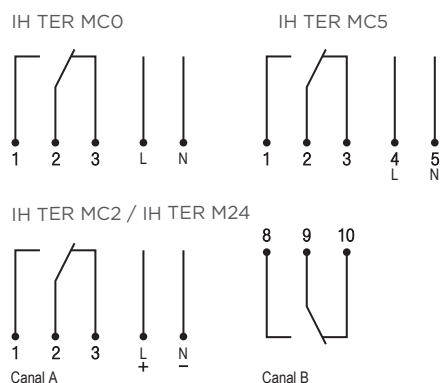 IH TER MC0
1 2 3 L N
IH TER MC5
1 2 3 4 5
L N
IH TER MC2 / IH TER M24
1 2 3 L N
+ −
Canal A
8 9 10
Canal B